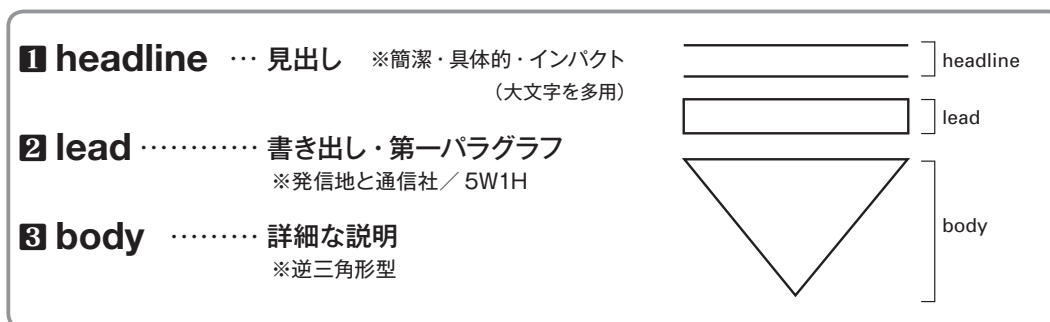 1 headline … 見出し ※簡潔・具体的・インパクト
（大文字を多用）
2 lead ………… 書き出し・第一パラグラフ
※発信地と通信社／5W1H
3 body ……… 詳細な説明
※逆三角形型
headline
lead
body